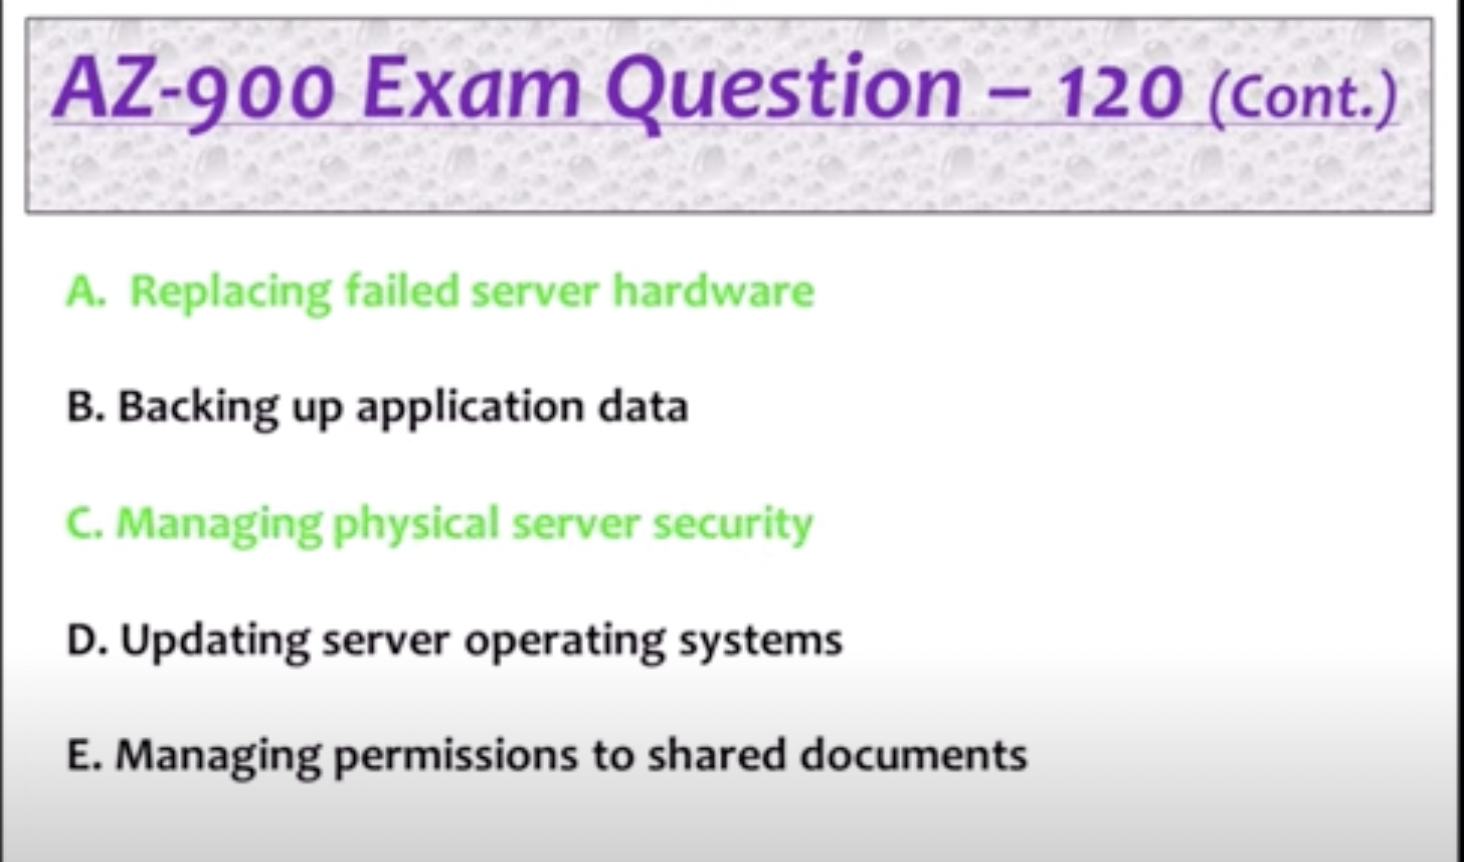 AZ-900 Exam Question – 120 (Cont.)
A. Replacing failed server hardware
B. Backing up application data
C. Managing physical server security
D. Updating server operating systems
E. Managing permissions to shared documents